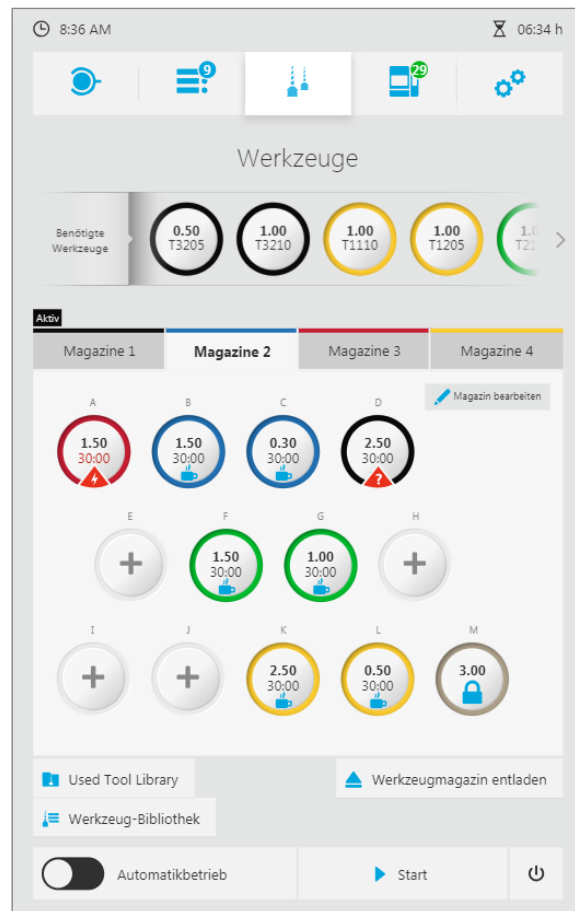 8:36 AM
06:34 h
9
29
Werkzeuge
Benötigte
Werkzeuge
0.50
T3205
1.00
T3210
1.00
T1110
1.00
T1205
1.0
T21
Aktiv
Magazine 1
Magazine 2
Magazine 3
Magazine 4
Magazin bearbeiten
A
B
C
D
1.50
30:00
1.50
30:00
0.30
30:00
2.50
30:00
?
E
F
G
H
1.50
30:00
1.00
30:00
I
J
K
L
M
2.50
30:00
0.50
30:00
3.00
Used Tool Library
Werkzeugmagazin entladen
Werkzeug-Bibliothek
Automatikbetrieb
Start